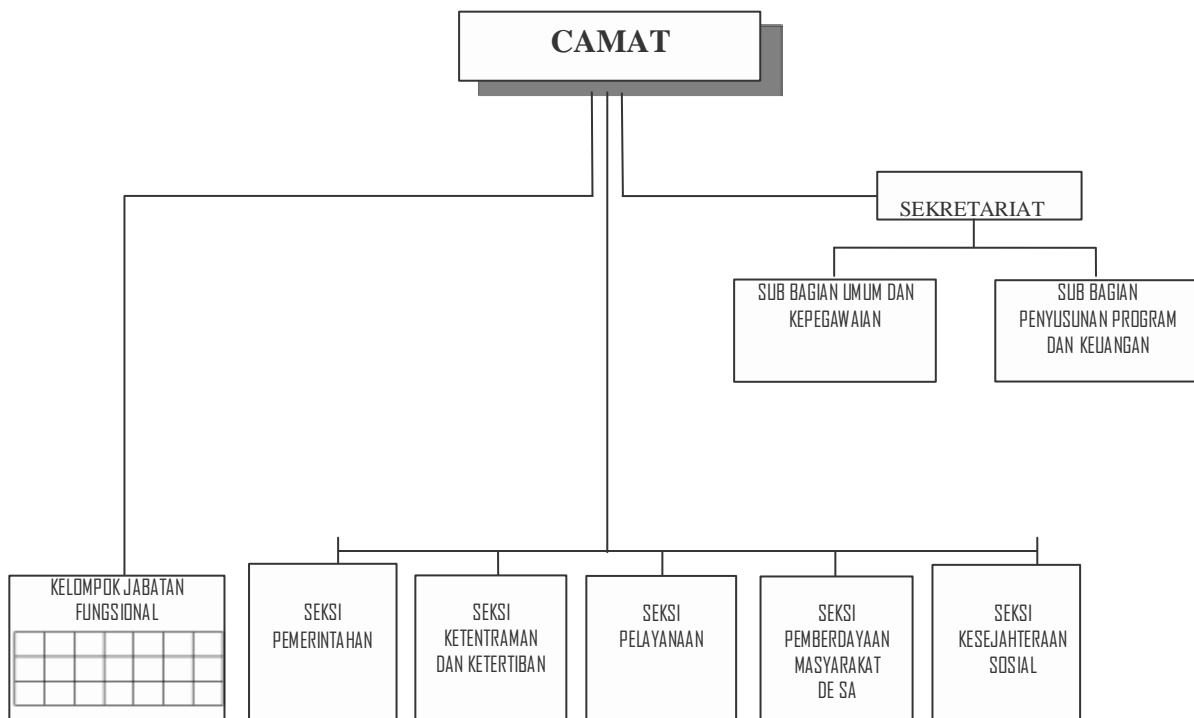 CAMAT
SEKRETARIAT
SUB BAGIAN UMUM DAN
KEPEGAWAIAN
SUB BAGIAN
PENYUSUNAN PROGRAM
DAN KEUANGAN
KELOMPOK JABATAN
FUNGSIONAL
SEKSI
PEMERINTAHAN
SEKSI
KETENTRAMAN
DAN KETERTIBAN
SEKSI
PELAYANAAN
SEKSI
PEMBERDAYAAN
MASYARAKAT
DE SA
SEKSI
KESEJAHTERAAN
SOSIAL